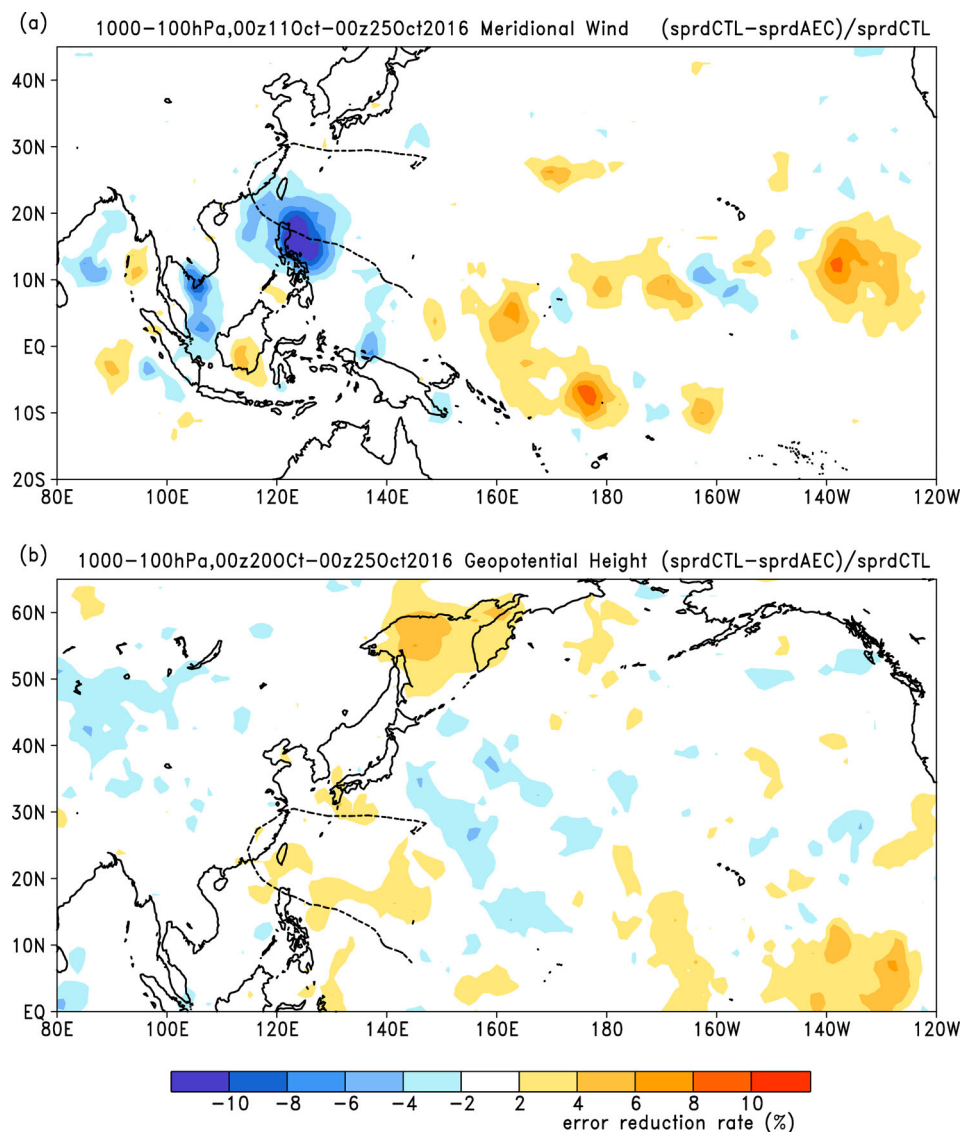 (a) 1000-100hPa,00z11Oct-00z25Oct2016 Meridional Wind (sprdCTL-sprdAEC)/sprdCTL
40N
30N
20N
10N
EQ
10S
20S
80E 100E 120E 140E 160E 180 160W 140W 120W
(b) 1000-100hPa,00z20OCt-00z25Oct2016 Geopotential Height (sprdCTL-sprdAEC)/sprdCTL
60N
50N
40N
30N
20N
10N
EQ
80E 100E 120E 140E 160E 180 160W 140W 120W
-10 -8 -6 -4 -2 2 4 6 8 10
error reduction rate (%)